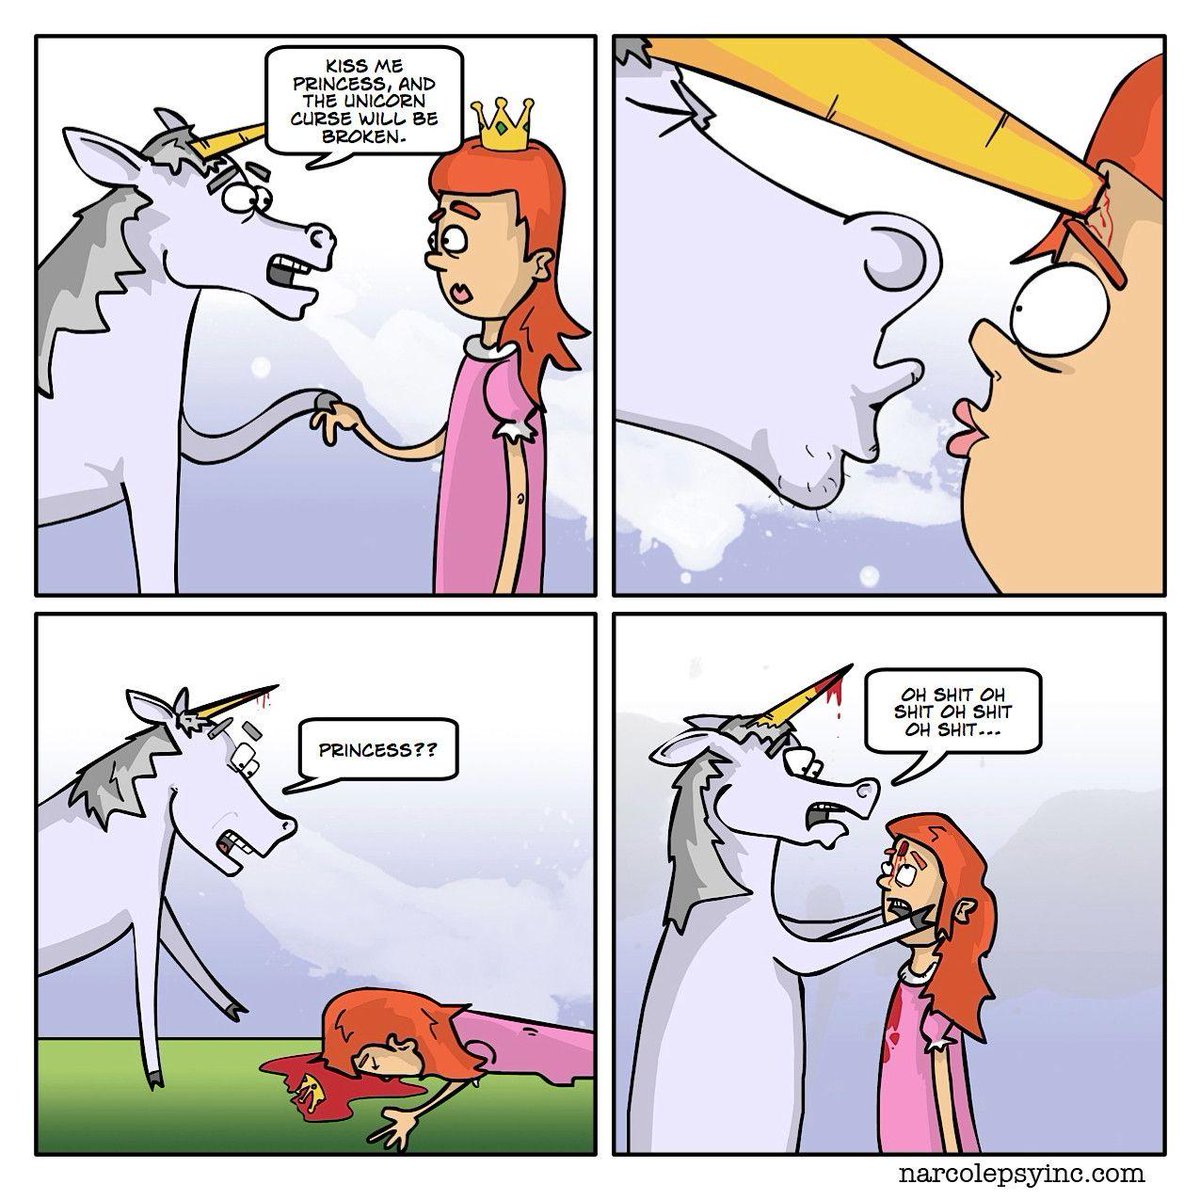 KISS ME
PRINCESS, AND
THE UNICORN
CURSE WILL BE
BROKEN.
PRINCESS??
OH SHIT OH
SHIT OH SHIT
OH SHIT...
narcolepsyinc.com